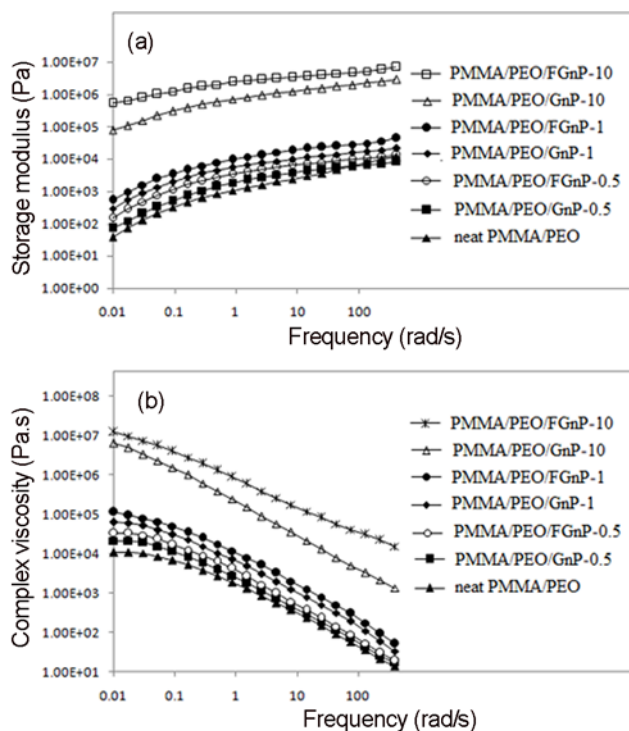 (a)
Storage modulus (Pa)
1.00E+07
1.00E+06
1.00E+05
1.00E+04
1.00E+03
1.00E+02
1.00E+01
1.00E+00
0.01 0.1 1 10 100
Frequency (rad/s)
PMMA/PEO/FGnP-10
PMMA/PEO/GnP-10
PMMA/PEO/FGnP-1
PMMA/PEO/GnP-1
PMMA/PEO/FGnP-0.5
PMMA/PEO/GnP-0.5
neat PMMA/PEO
(b)
Complex viscosity (Pa.s)
1.00E+08
1.00E+07
1.00E+06
1.00E+05
1.00E+04
1.00E+03
1.00E+02
1.00E+01
0.01 0.1 1 10 100
Frequency (rad/s)
PMMA/PEO/FGnP-10
PMMA/PEO/GnP-10
PMMA/PEO/FGnP-1
PMMA/PEO/GnP-1
PMMA/PEO/FGnP-0.5
PMMA/PEO/GnP-0.5
neat PMMA/PEO